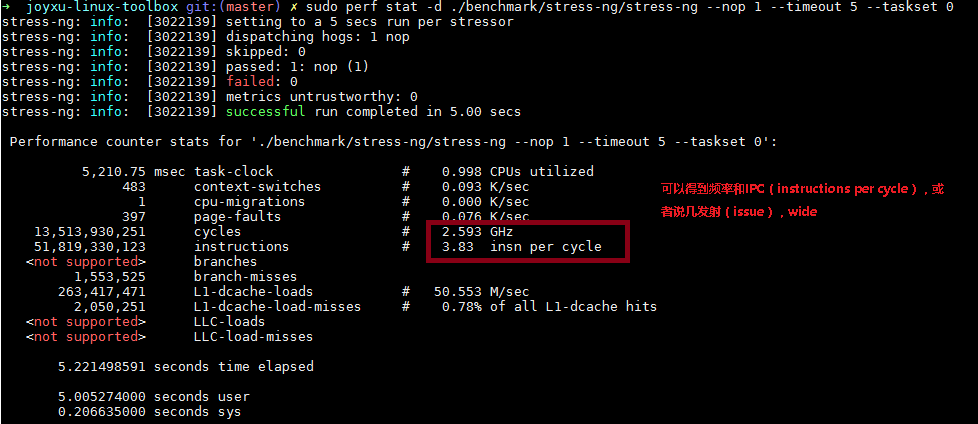 ➜  joyxu-linux-toolbox git:(master) ✗ sudo perf stat -d ./benchmark/stress-ng/stress-ng --nop 1 --timeout 5 --taskset 0
stress-ng: info:  [3022139] setting to a 5 secs run per stressor
stress-ng: info:  [3022139] dispatching hogs: 1 nop
stress-ng: info:  [3022139] skipped: 0
stress-ng: info:  [3022139] passed: 1: nop (1)
stress-ng: info:  [3022139] failed: 0
stress-ng: info:  [3022139] metrics untrustworthy: 0
stress-ng: info:  [3022139] successful run completed in 5.00 secs
Performance counter stats for './benchmark/stress-ng/stress-ng --nop 1 --timeout 5 --taskset 0':
5,210.75 msec task-clock # 0.998 CPUs utilized
483 context-switches # 0.093 K/sec
1 cpu-migrations # 0.000 K/sec
397 page-faults # 0.076 K/sec
13,513,930,251 cycles # 2.593 GHz
51,819,330,123 instructions # 3.83 insn per cycle
<not supported> branches
1,553,525 branch-misses
263,417,471 L1-dcache-loads # 50.553 M/sec
2,050,251 L1-dcache-load-misses # 0.78% of all L1-dcache hits
<not supported> LLC-loads
<not supported> LLC-load-misses
5.221498591 seconds time elapsed
5.005274000 seconds user
0.206635000 seconds sys
可以得到频率和IPC（instructions per cycle），或
者说几发射（issue），wide